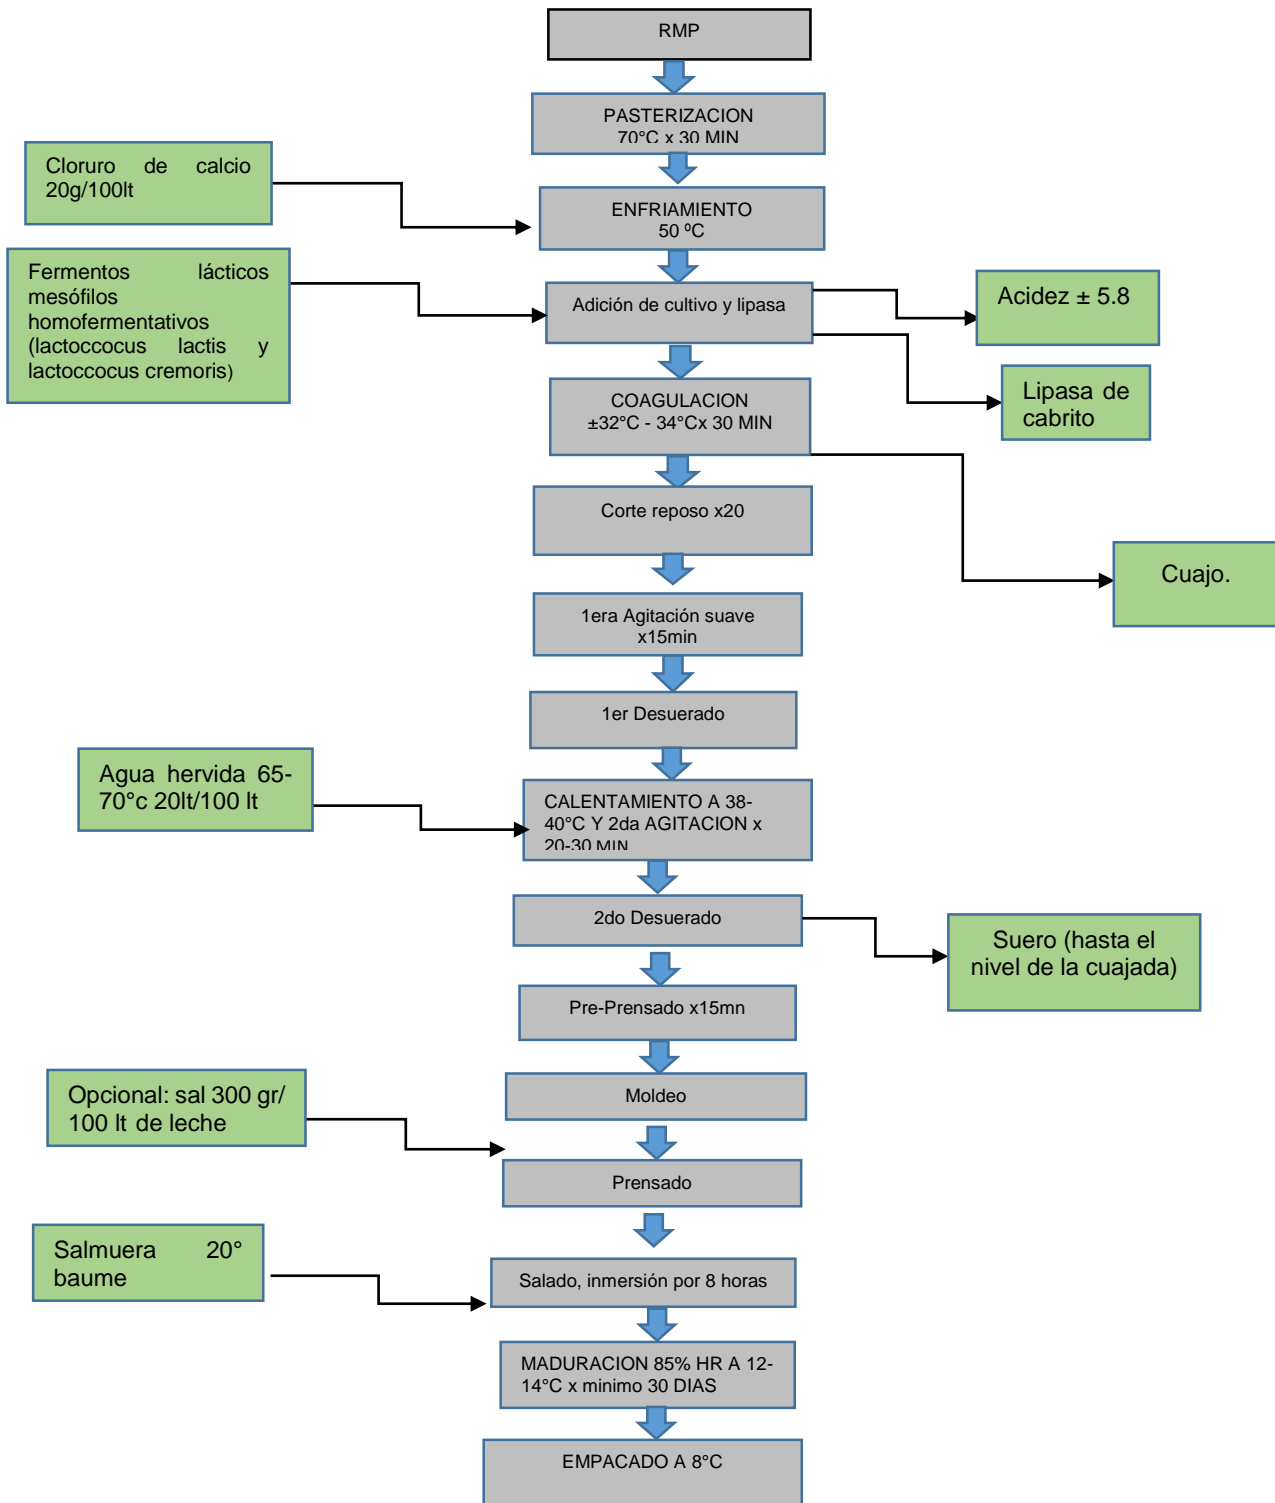 RMP
PASTERIZACION
70°C x 30 MIN
Cloruro de calcio
20g/100lt
ENFRIAMIENTO
50 ºC
Fermentos lácticos
mesófilos
homofermentativos
(lactoccocus lactis y
lactoccocus cremoris)
Adición de cultivo y lipasa
Acidez ± 5.8
Lipasa de
cabrito
COAGULACION
±32°C - 34°Cx 30 MIN
Corte reposo x20
Cuajo.
1era Agitación suave
x15min
1er Desuerado
Agua hervida 65-
70°c 20lt/100 lt
CALENTAMIENTO A 38-
40°C Y 2da AGITACION x
20-30 MIN
2do Desuerado
Suero (hasta el
nivel de la cuajada)
Pre-Prensado x15mn
Moldeo
Opcional: sal 300 gr/
100 lt de leche
Prensado
Salmuera 20°
baume
Salado, inmersión por 8 horas
MADURACION 85% HR A 12-
14°C x minimo 30 DIAS
EMPACADO A 8°C